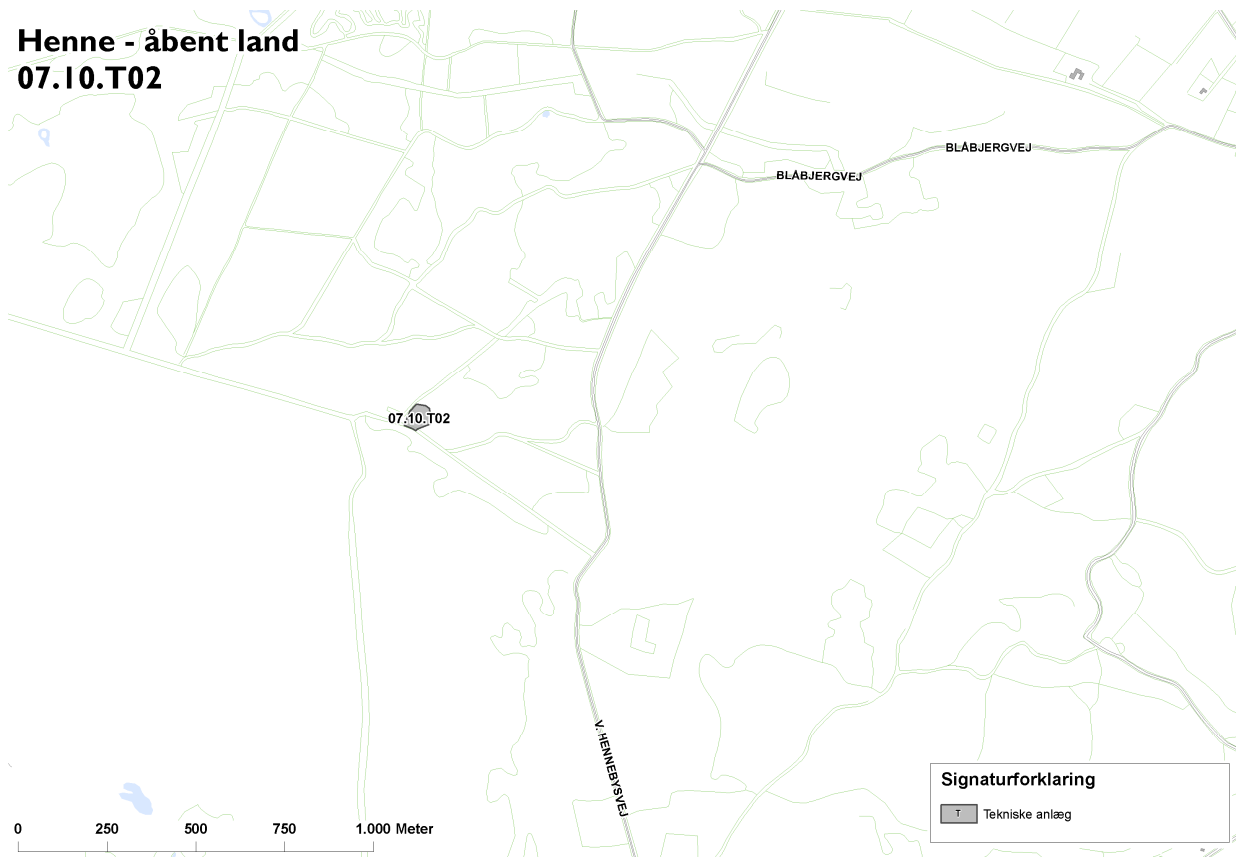 Henne - åbent land
07.10.T02
BLÅBJERGVEJ
BLÅBJERGVEJ
07.10.T02
V. HENNEBYSVEJ
Signaturforklaring
T Tekniske anlæg
0 250 500 750 1.000 Meter